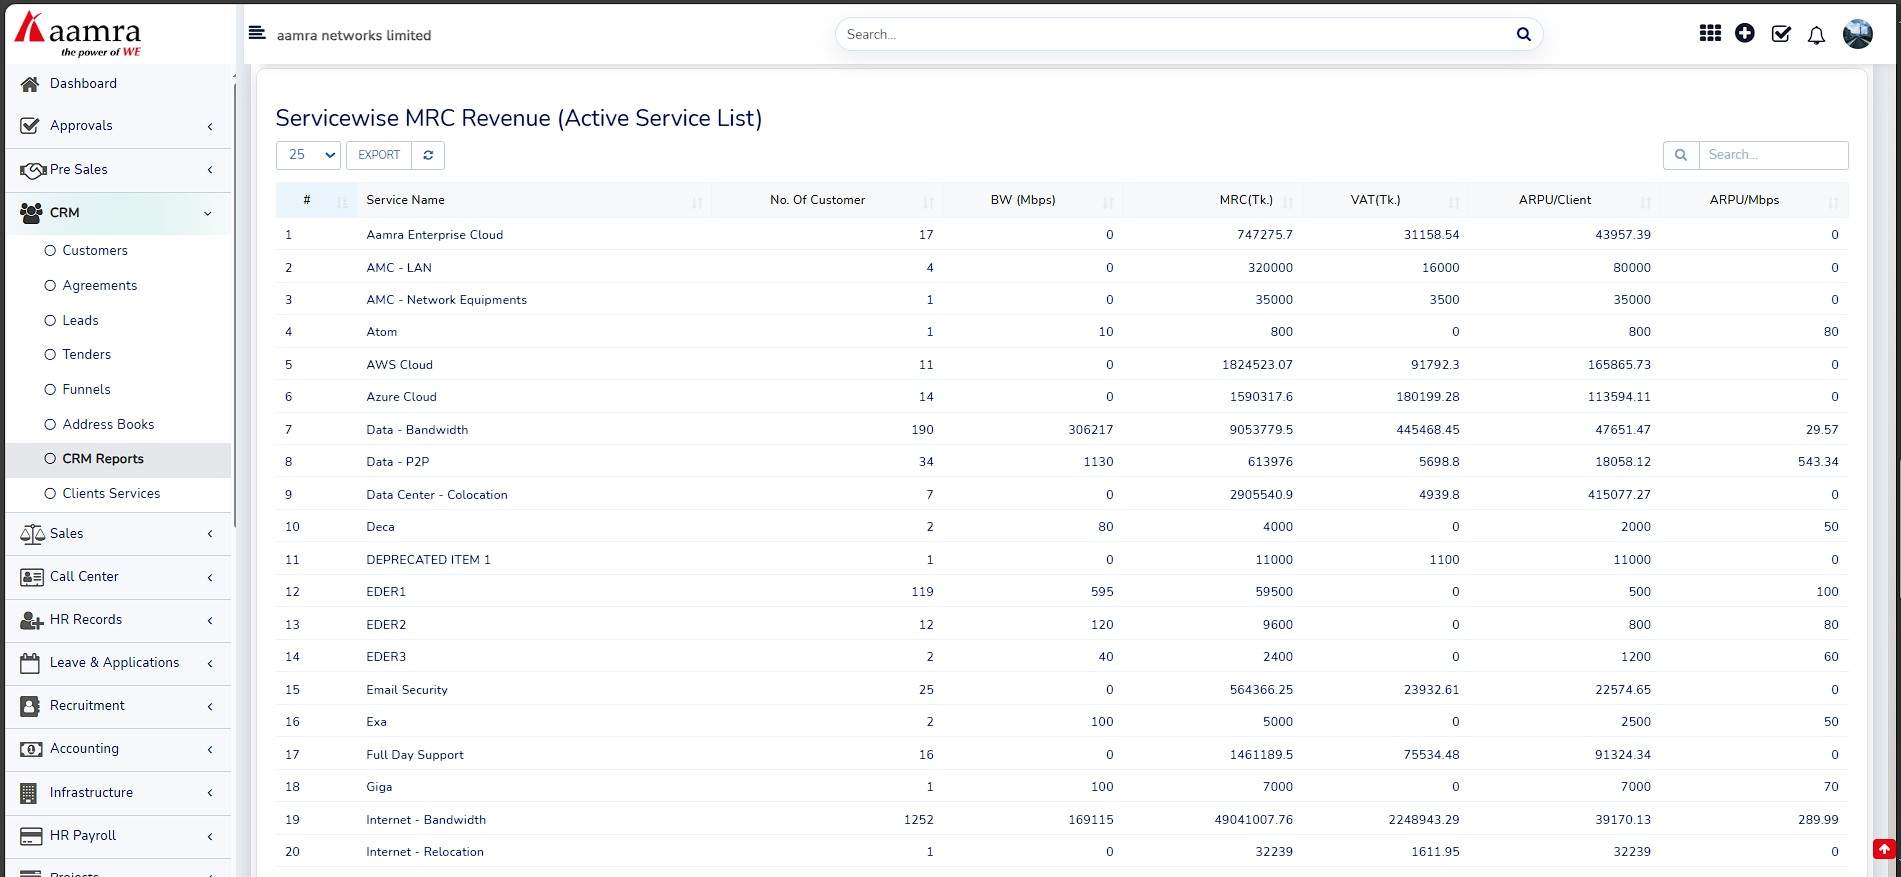 aamra
the power of WE
aamra networks limited
Search...
Dashboard
Approvals
Pre Sales
CRM
Customers
Agreements
Leads
Tenders
Funnels
Address Books
CRM Reports
Clients Services
Sales
Call Center
HR Records
Leave & Applications
Recruitment
Accounting
Infrastructure
HR Payroll
Projects
Servicewise MRC Revenue (Active Service List)
25 EXPORT Search...
# Service Name No. Of Customer BW (Mbps) MRC(Tk.) VAT(Tk.) ARPU/Client ARPU/Mbps
1 Aamra Enterprise Cloud 17 0 747275.7 31158.54 43957.39 0
2 AMC - LAN 4 0 320000 16000 80000 0
3 AMC - Network Equipments 1 0 35000 3500 35000 0
4 Atom 1 10 800 0 800 80
5 AWS Cloud 11 0 1824523.07 91792.3 165865.73 0
6 Azure Cloud 14 0 1590317.6 180199.28 113594.11 0
7 Data - Bandwidth 190 306217 9053779.5 445468.45 47651.47 29.57
8 Data - P2P 34 1130 613976 5698.8 18058.12 543.34
9 Data Center - Colocation 7 0 2905540.9 4939.8 415077.27 0
10 Deca 2 80 4000 0 2000 50
11 DEPRECATED ITEM 1 1 0 11000 1100 11000 0
12 EDER1 119 595 59500 0 500 100
13 EDER2 12 120 9600 0 800 80
14 EDER3 2 40 2400 0 1200 60
15 Email Security 25 0 564366.25 23932.61 22574.65 0
16 Exa 2 100 5000 0 2500 50
17 Full Day Support 16 0 1461189.5 75534.48 91324.34 0
18 Giga 1 100 7000 0 7000 70
19 Internet - Bandwidth 1252 169115 49041007.76 2248943.29 39170.13 289.99
20 Internet - Relocation 1 0 32239 1611.95 32239 0